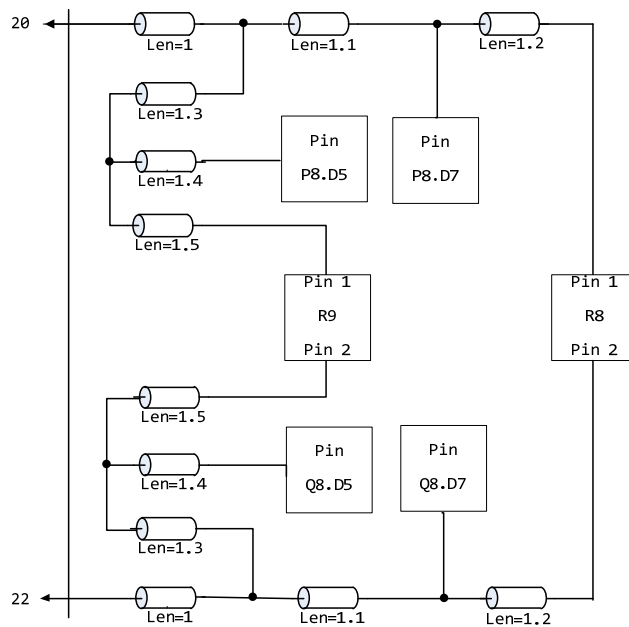 20
Len=1
Len=1.1
Len=1.2
Len=1.3
Pin
P8.D5
Pin
P8.D7
Len=1.4
Len=1.5
Pin 1
R9
Pin 2
Pin 1
R8
Pin 2
Len=1.5
Pin
Q8.D5
Pin
Q8.D7
Len=1.4
Len=1.3
22
Len=1
Len=1.1
Len=1.2